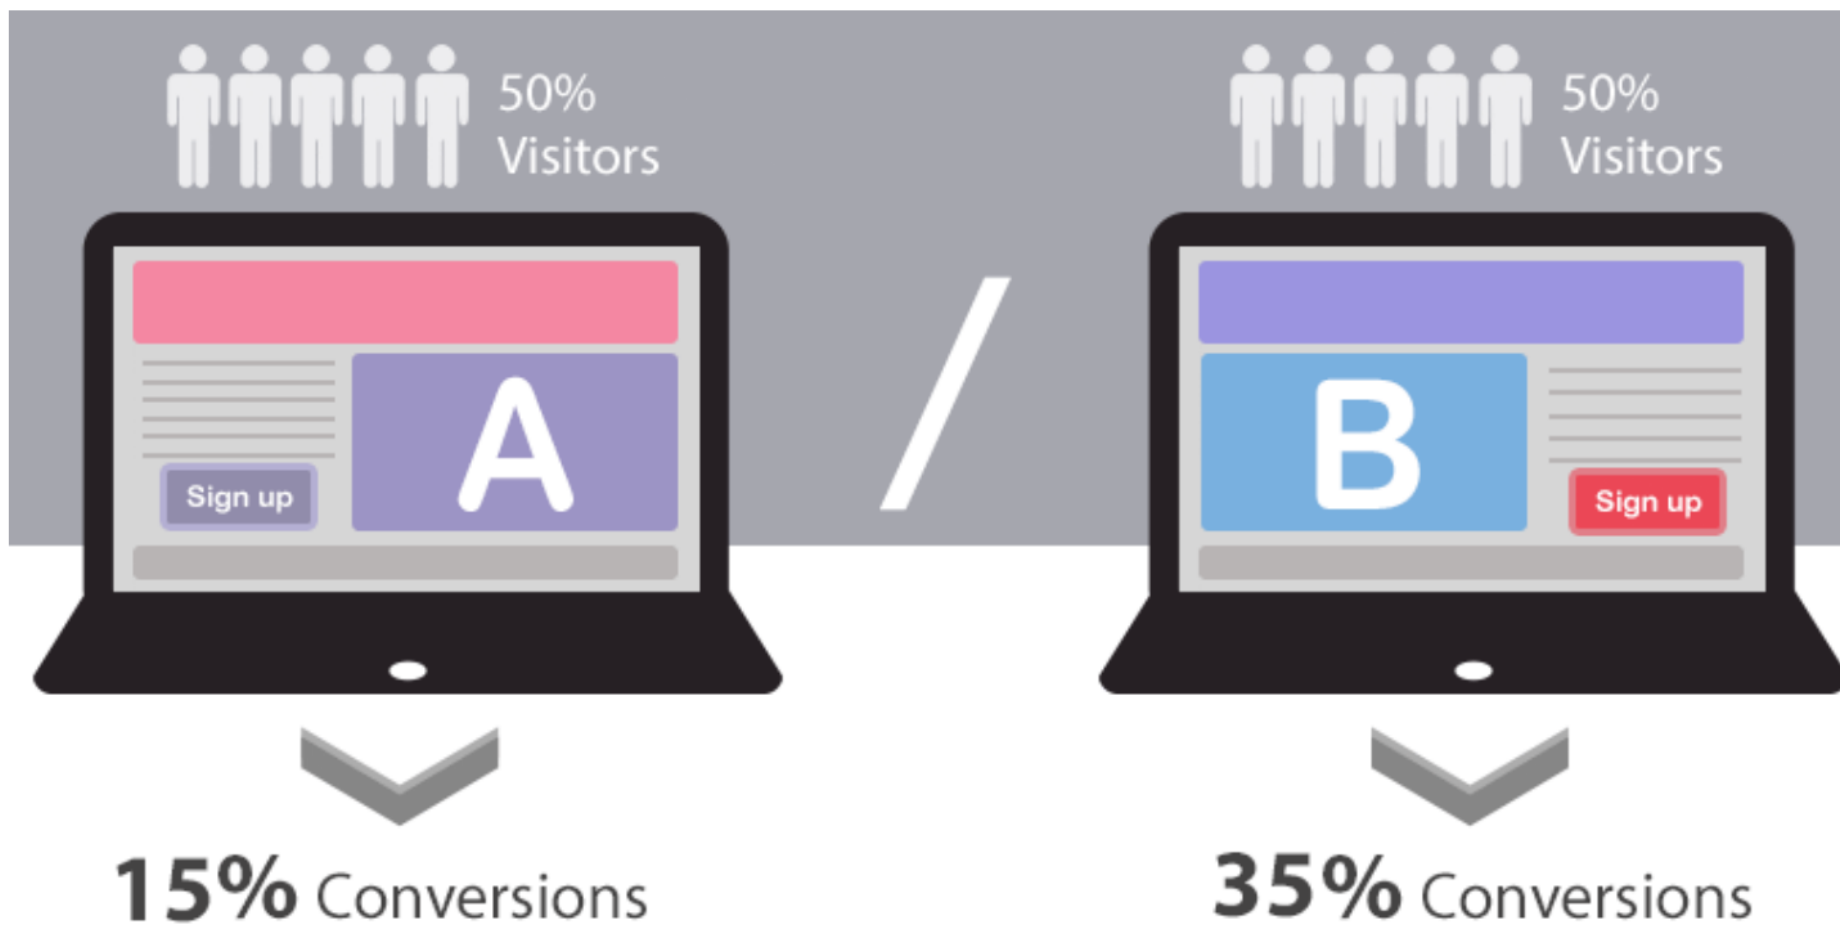 50%
Visitors
A
Sign up
15% Conversions
/
50%
Visitors
B
Sign up
35% Conversions